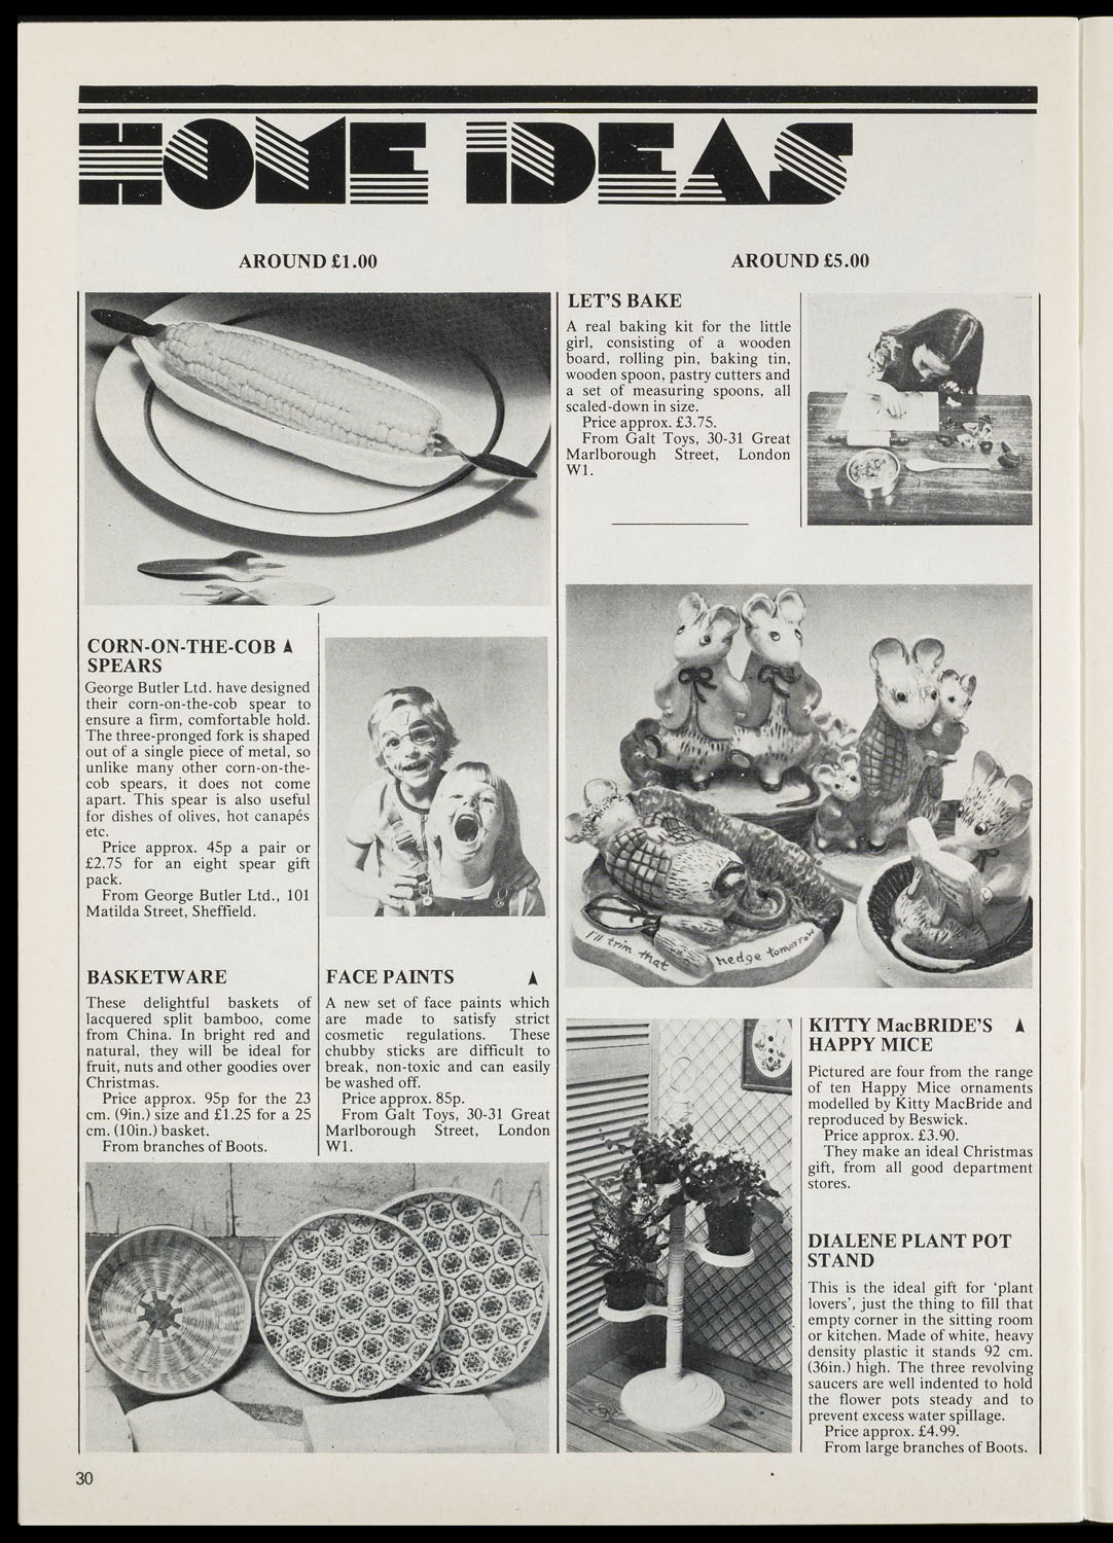 HOME IDEAS
AROUND £1.00
CORN-ON-THE-COB ▲
SPEARS
George Butler Ltd. have designed
their corn-on-the-cob spear to
ensure a firm, comfortable hold.
The three-pronged fork is shaped
out of a single piece of metal, so
unlike many other corn-on-the-
cob spears, it does not come
apart. This spear is also useful
for dishes of olives, hot canapés
etc.
Price approx. 45p a pair or
£2.75 for an eight spear gift
pack.
From George Butler Ltd., 101
Matilda Street, Sheffield.
BASKETWARE
These delightful baskets of
lacquered split bamboo, come
from China. In bright red and
natural, they will be ideal for
fruit, nuts and other goodies over
Christmas.
Price approx. 95p for the 23
cm. (9in.) size and £1.25 for a 25
cm. (10in.) basket.
From branches of Boots.
FACE PAINTS ▲
A new set of face paints which
are made to satisfy strict
cosmetic regulations. These
chubby sticks are difficult to
break, non-toxic and can easily
be washed off.
Price approx. 85p.
From Galt Toys, 30-31 Great
Marlborough Street, London
W1.
AROUND £5.00
LET'S BAKE
A real baking kit for the little
girl, consisting of a wooden
board, rolling pin, baking tin,
wooden spoon, pastry cutters and
a set of measuring spoons, all
scaled-down in size.
Price approx. £3.75.
From Galt Toys, 30-31 Great
Marlborough Street, London
W1.
I'll trim that hedge tomorrow
KITTY MacBRIDE'S ▲
HAPPY MICE
Pictured are four from the range
of ten Happy Mice ornaments
modelled by Kitty MacBride and
reproduced by Beswick.
Price approx. £3.90.
They make an ideal Christmas
gift, from all good department
stores.
DIALENE PLANT POT
STAND
This is the ideal gift for 'plant
lovers', just the thing to fill that
empty corner in the sitting room
or kitchen. Made of white, heavy
density plastic it stands 92 cm.
(36in.) high. The three revolving
saucers are well indented to hold
the flower pots steady and to
prevent excess water spillage.
Price approx. £4.99.
From large branches of Boots.
30